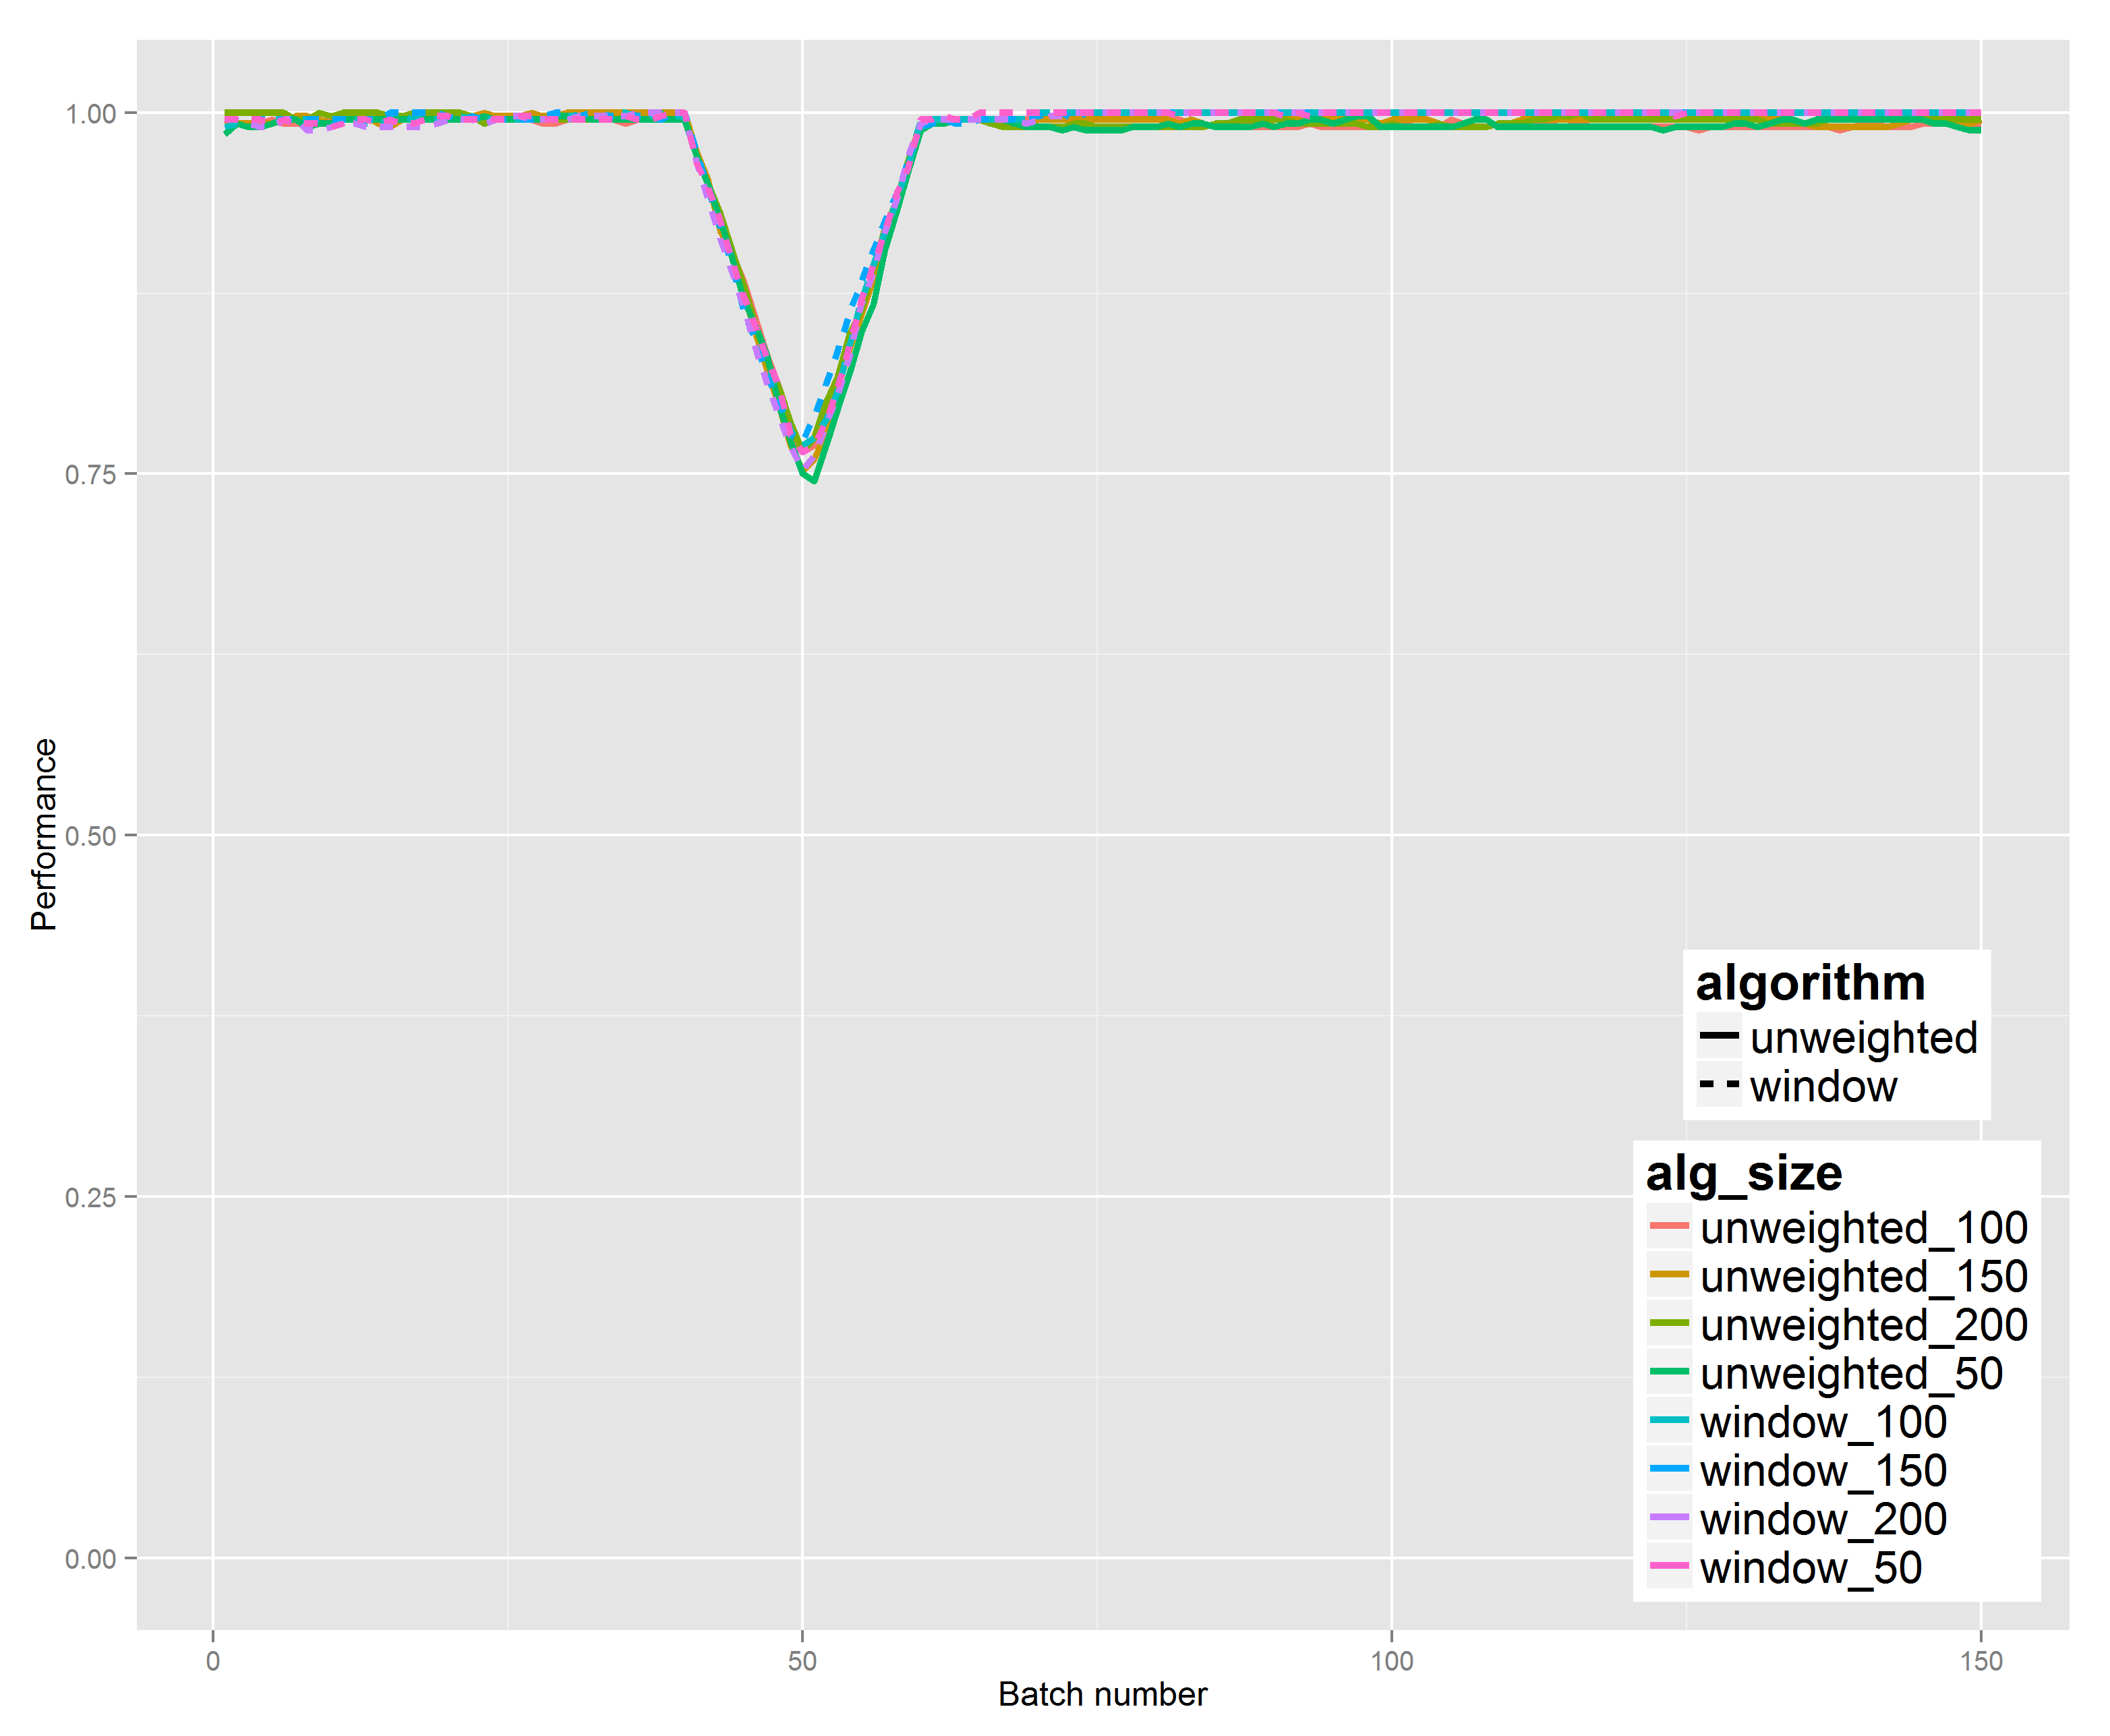 Performance
1.00
0.75
0.50
0.25
0.00
0
50
100
150
Batch number
algorithm
unweighted
window
alg_size
unweighted_100
unweighted_150
unweighted_200
unweighted_50
window_100
window_150
window_200
window_50